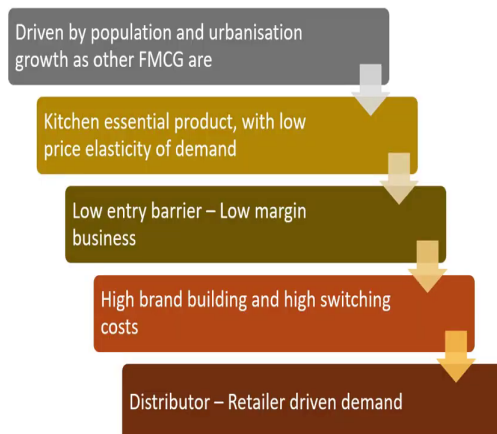 Driven by population and urbanisation
growth as other FMCG are
Kitchen essential product, with low
price elasticity of demand
Low entry barrier – Low margin
business
High brand building and high switching
costs
Distributor – Retailer driven demand